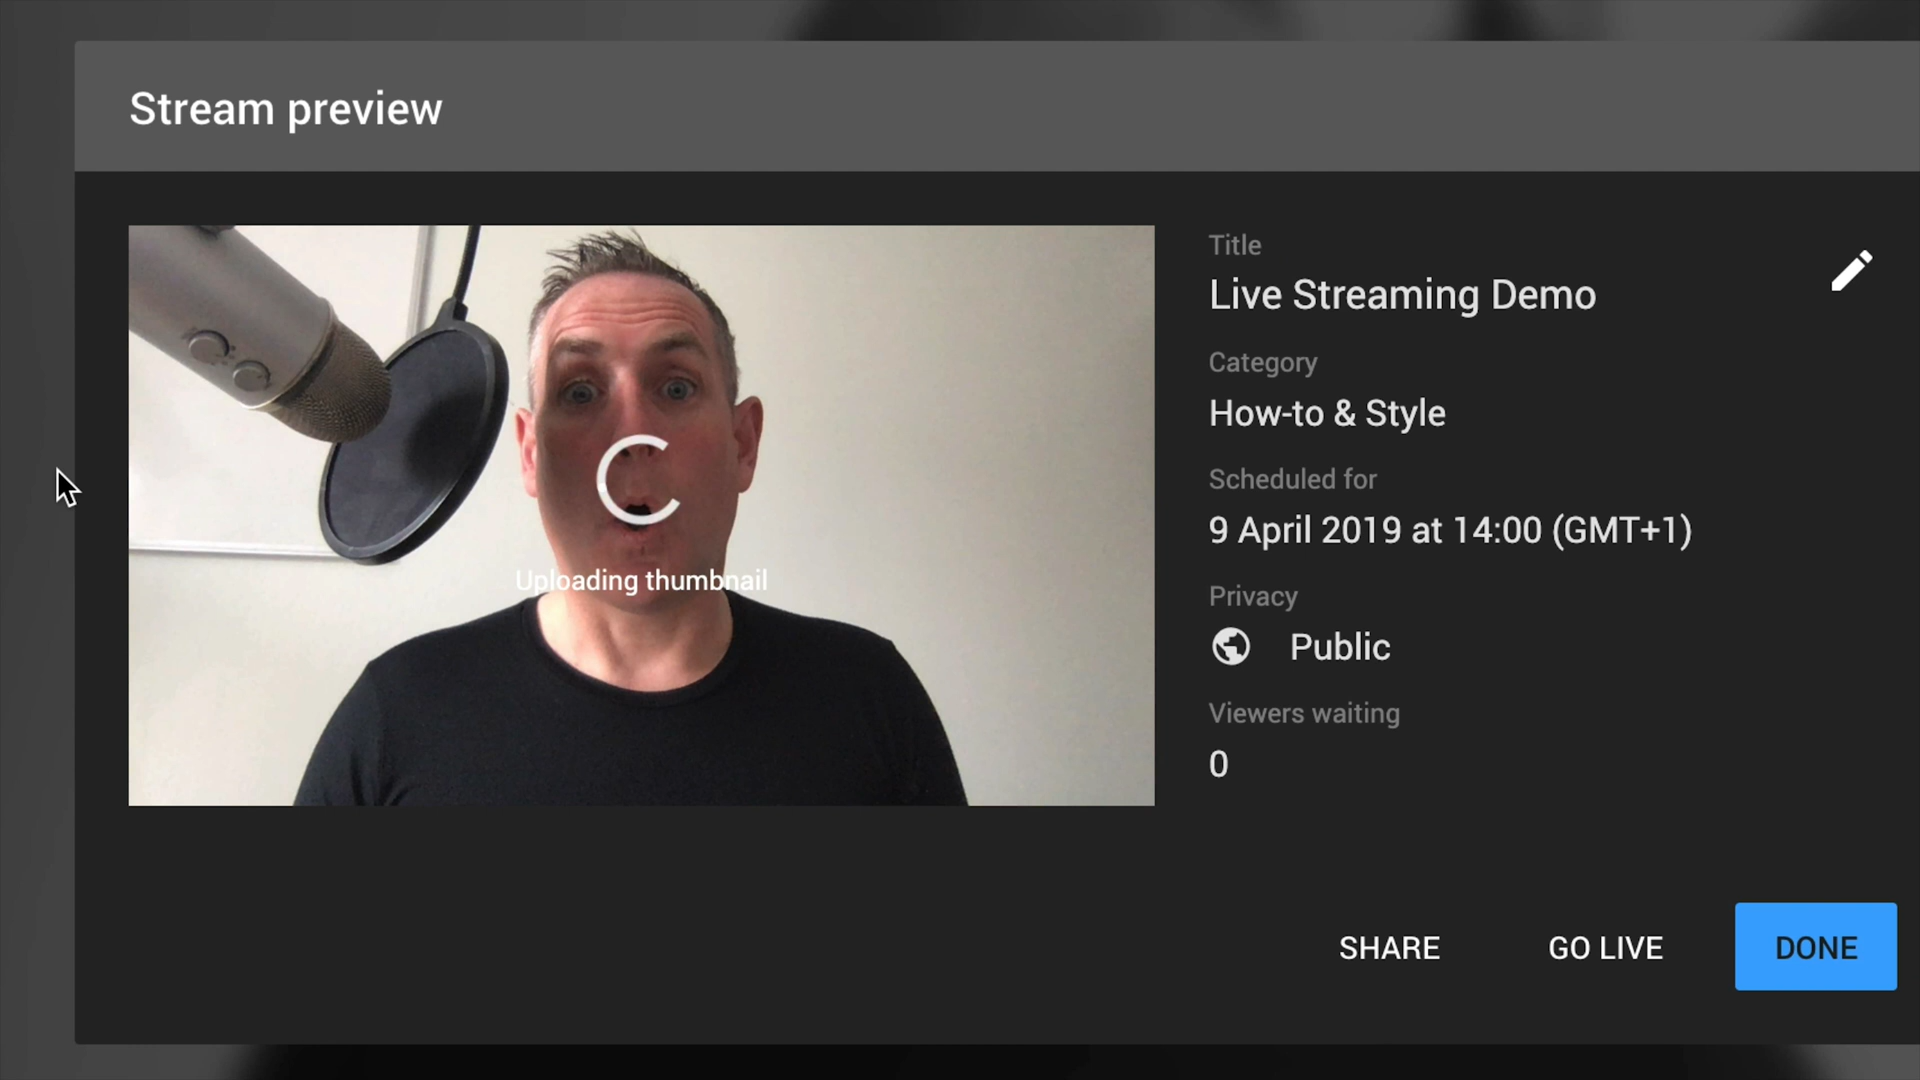 Stream preview
Title
Live Streaming Demo
Category
How-to & Style
Scheduled for
9 April 2019 at 14:00 (GMT+1)
Privacy
Public
Viewers waiting
0
Uploading thumbnail
SHARE
GO LIVE
DONE